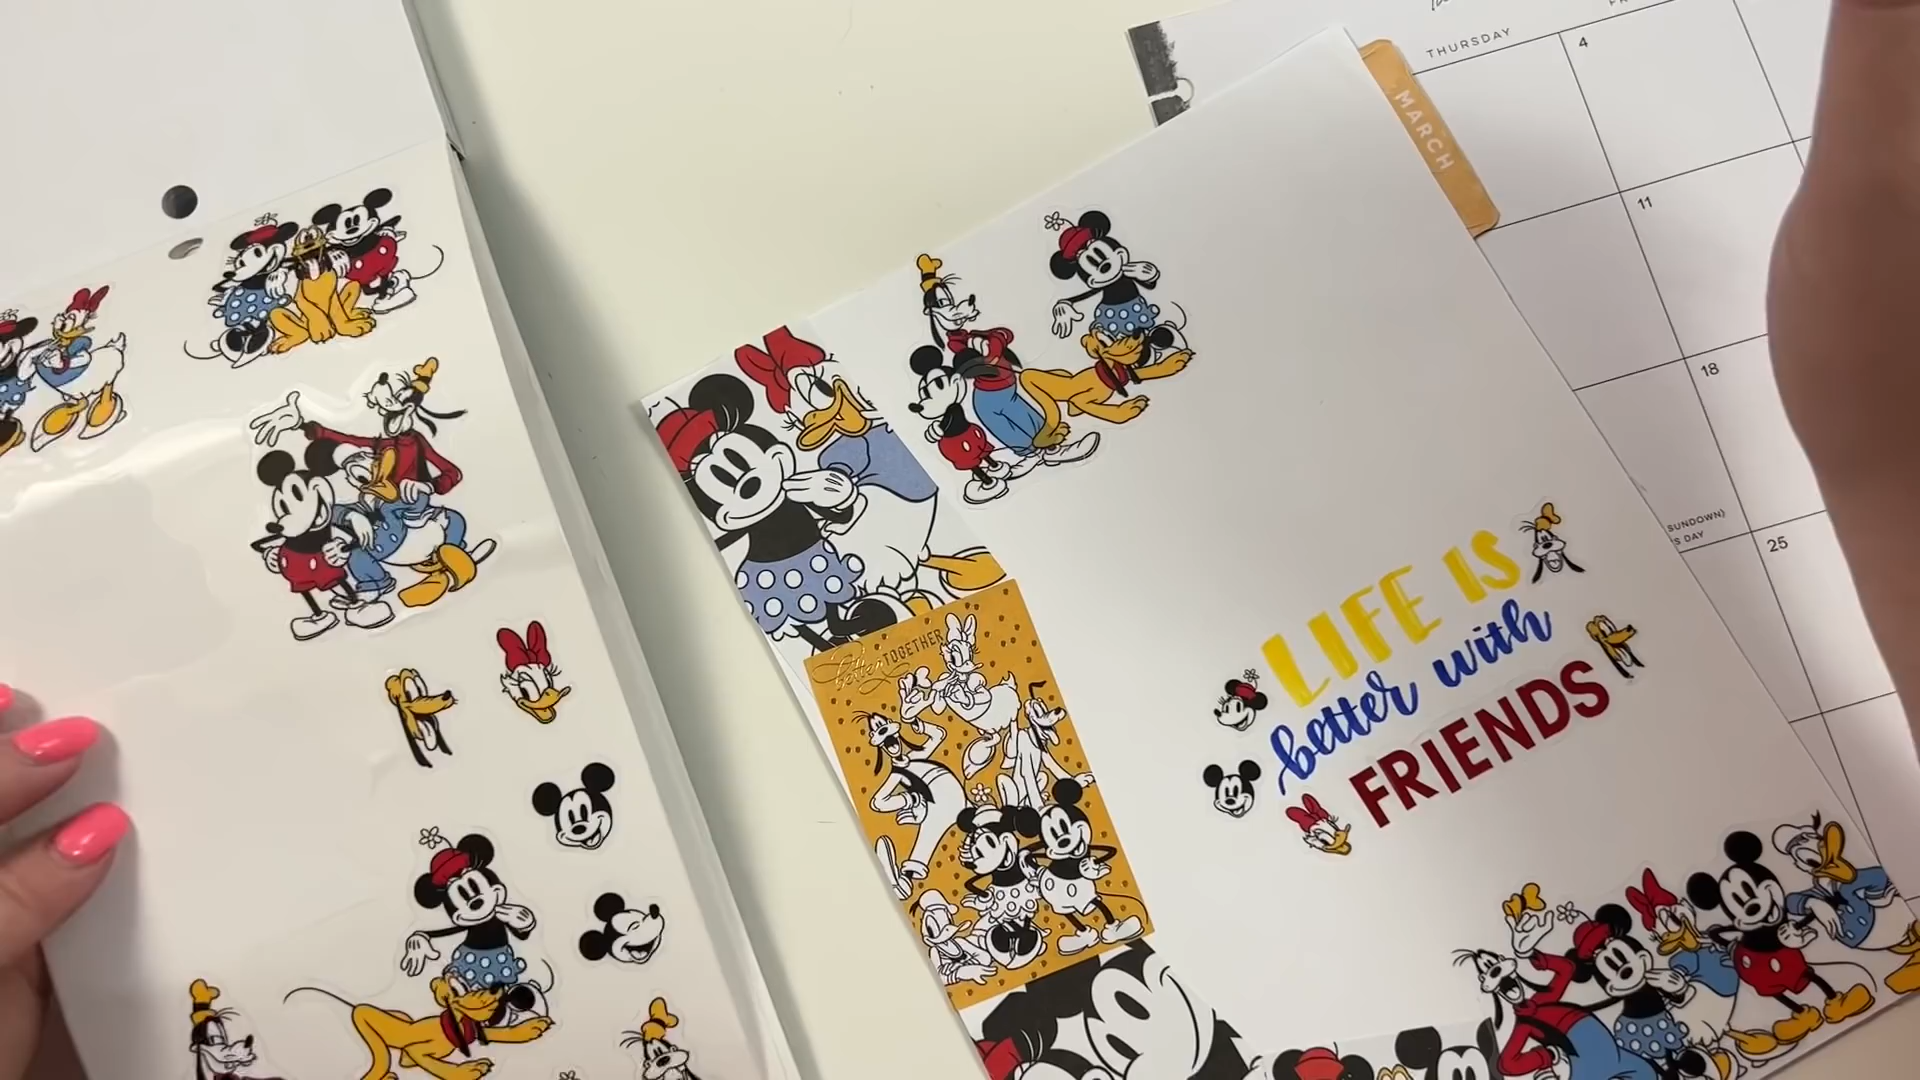 THURSDAY
4
MARCH
11
18
SUNDOWN)
S DAY
25
better TOGETHER
LIFE IS
better with
FRIENDS